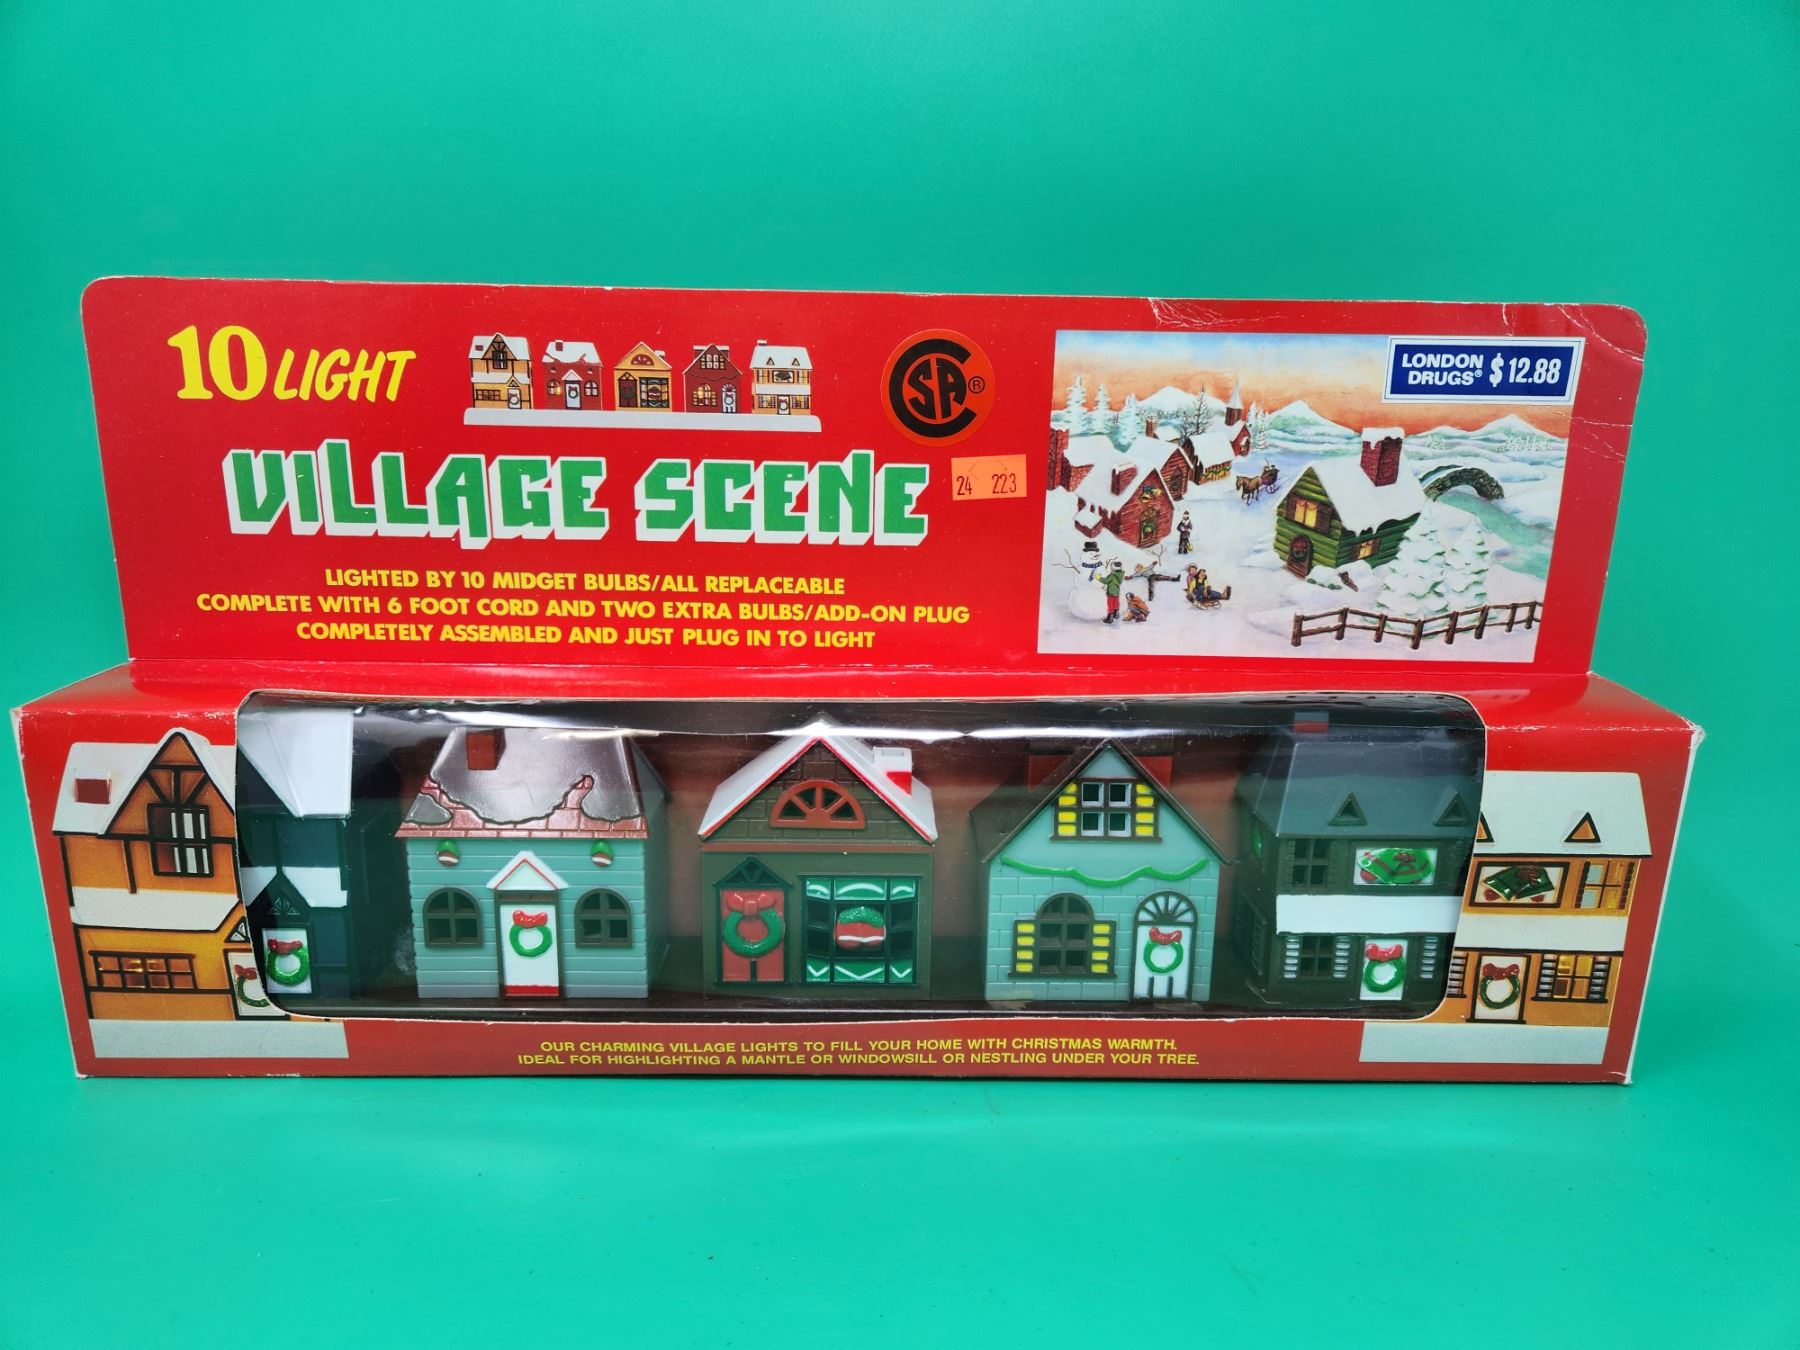 10 LIGHT
VILLAGE SCENE
LIGHTED BY 10 MIDGET BULBS/ALL REPLACEABLE
COMPLETE WITH 6 FOOT CORD AND TWO EXTRA BULBS/ADD-ON PLUG
COMPLETELY ASSEMBLED AND JUST PLUG IN TO LIGHT
CSA®
24 223
LONDON
DRUGS® $12.88
OUR CHARMING VILLAGE LIGHTS TO FILL YOUR HOME WITH CHRISTMAS WARMTH.
IDEAL FOR HIGHLIGHTING A MANTLE OR WINDOWSILL OR NESTLING UNDER YOUR TREE.